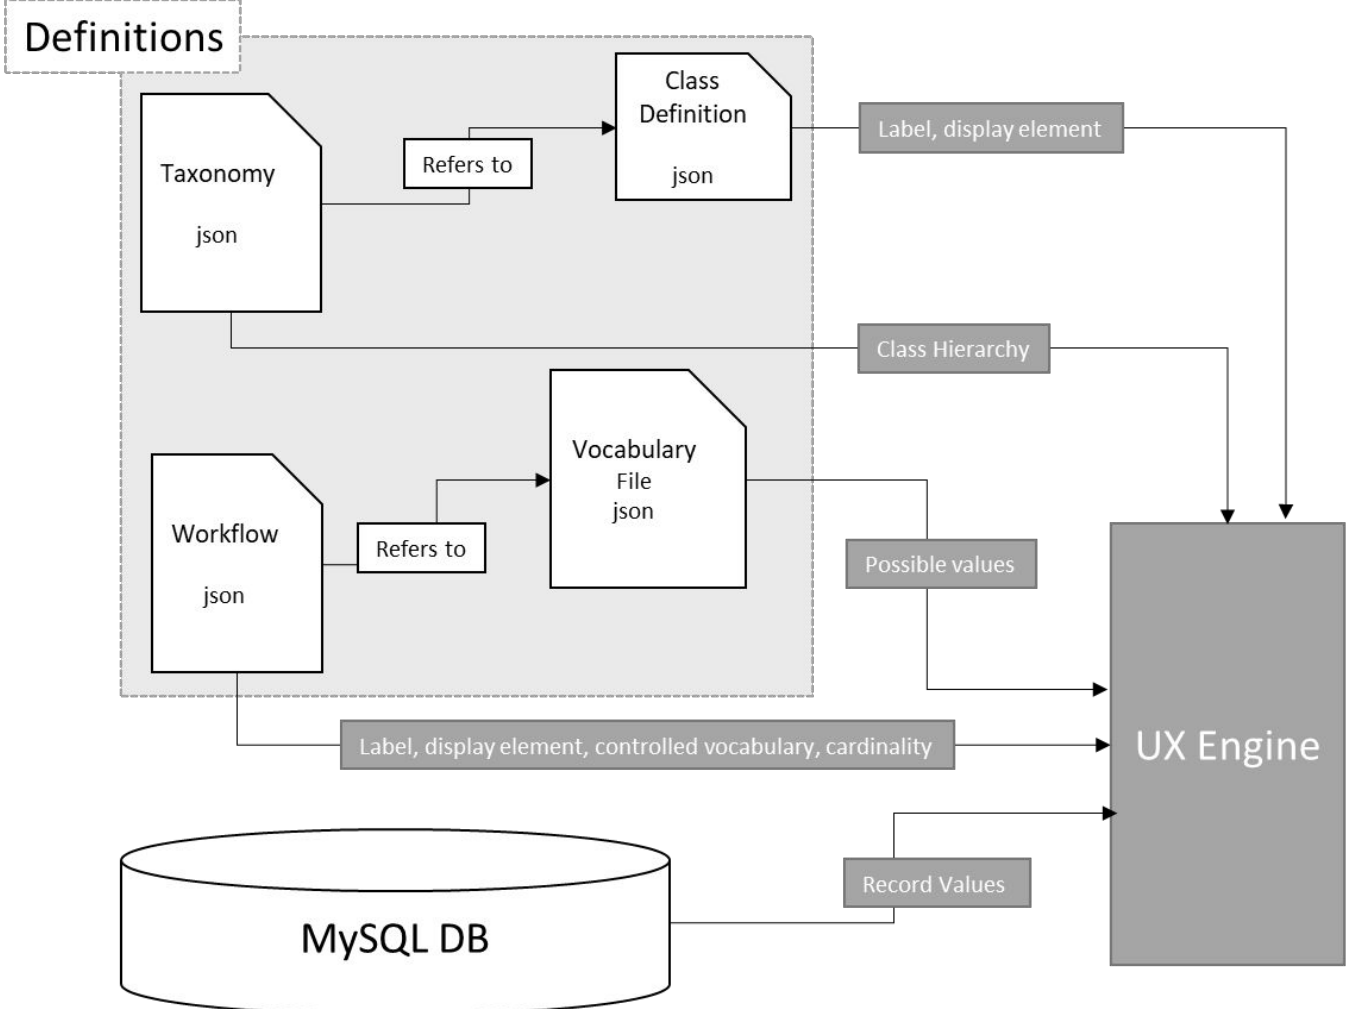 Definitions
Class
Definition
json
Label, display element
Taxonomy
json
Refers to
Class Hierarchy
Vocabulary
File
json
Workflow
json
Refers to
Possible values
Label, display element, controlled vocabulary, cardinality
UX Engine
Record Values
MySQL DB